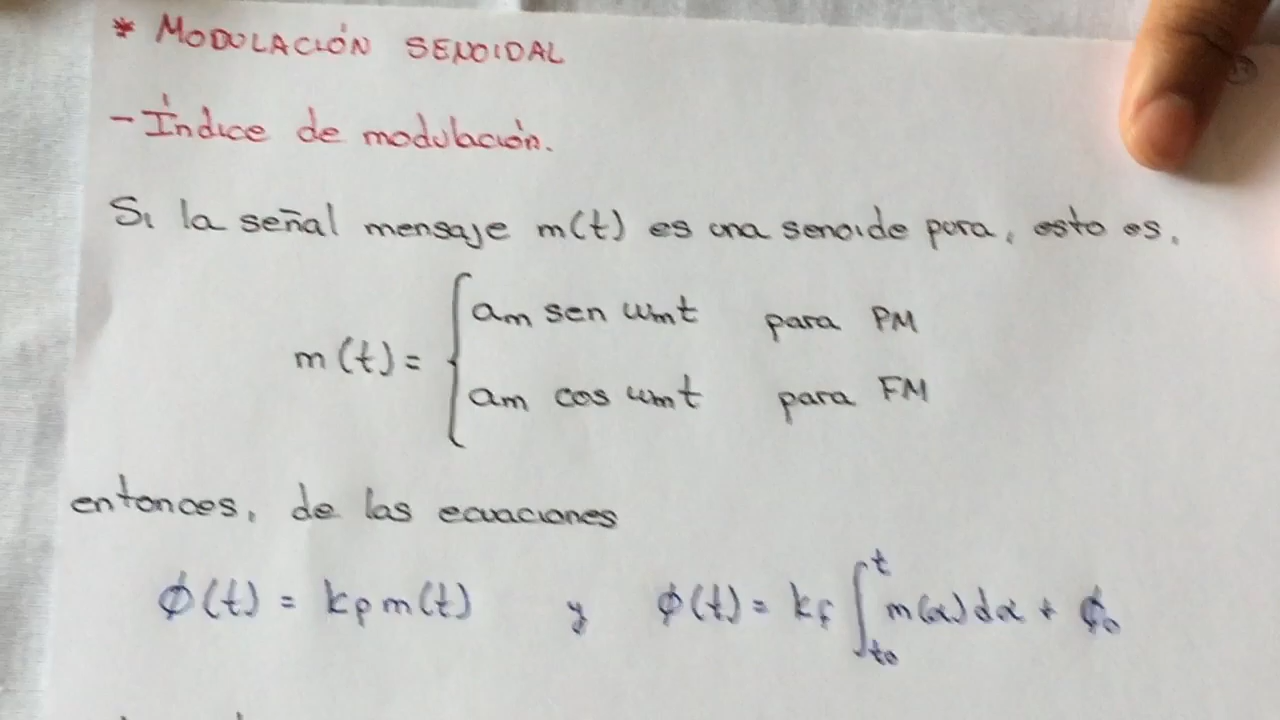 * MODULACIÓN SENOIDAL
- Índice de modulación.
Si la señal mensaje m(t) es una senoide pura, esto es,
m(t) = { am sen ωmt para PM
am cos ωmt para FM
entonces, de las ecuaciones
ϕ(t) = kp m(t) y ϕ(t) = kf ∫t0^t m(α)dα + ϕ0